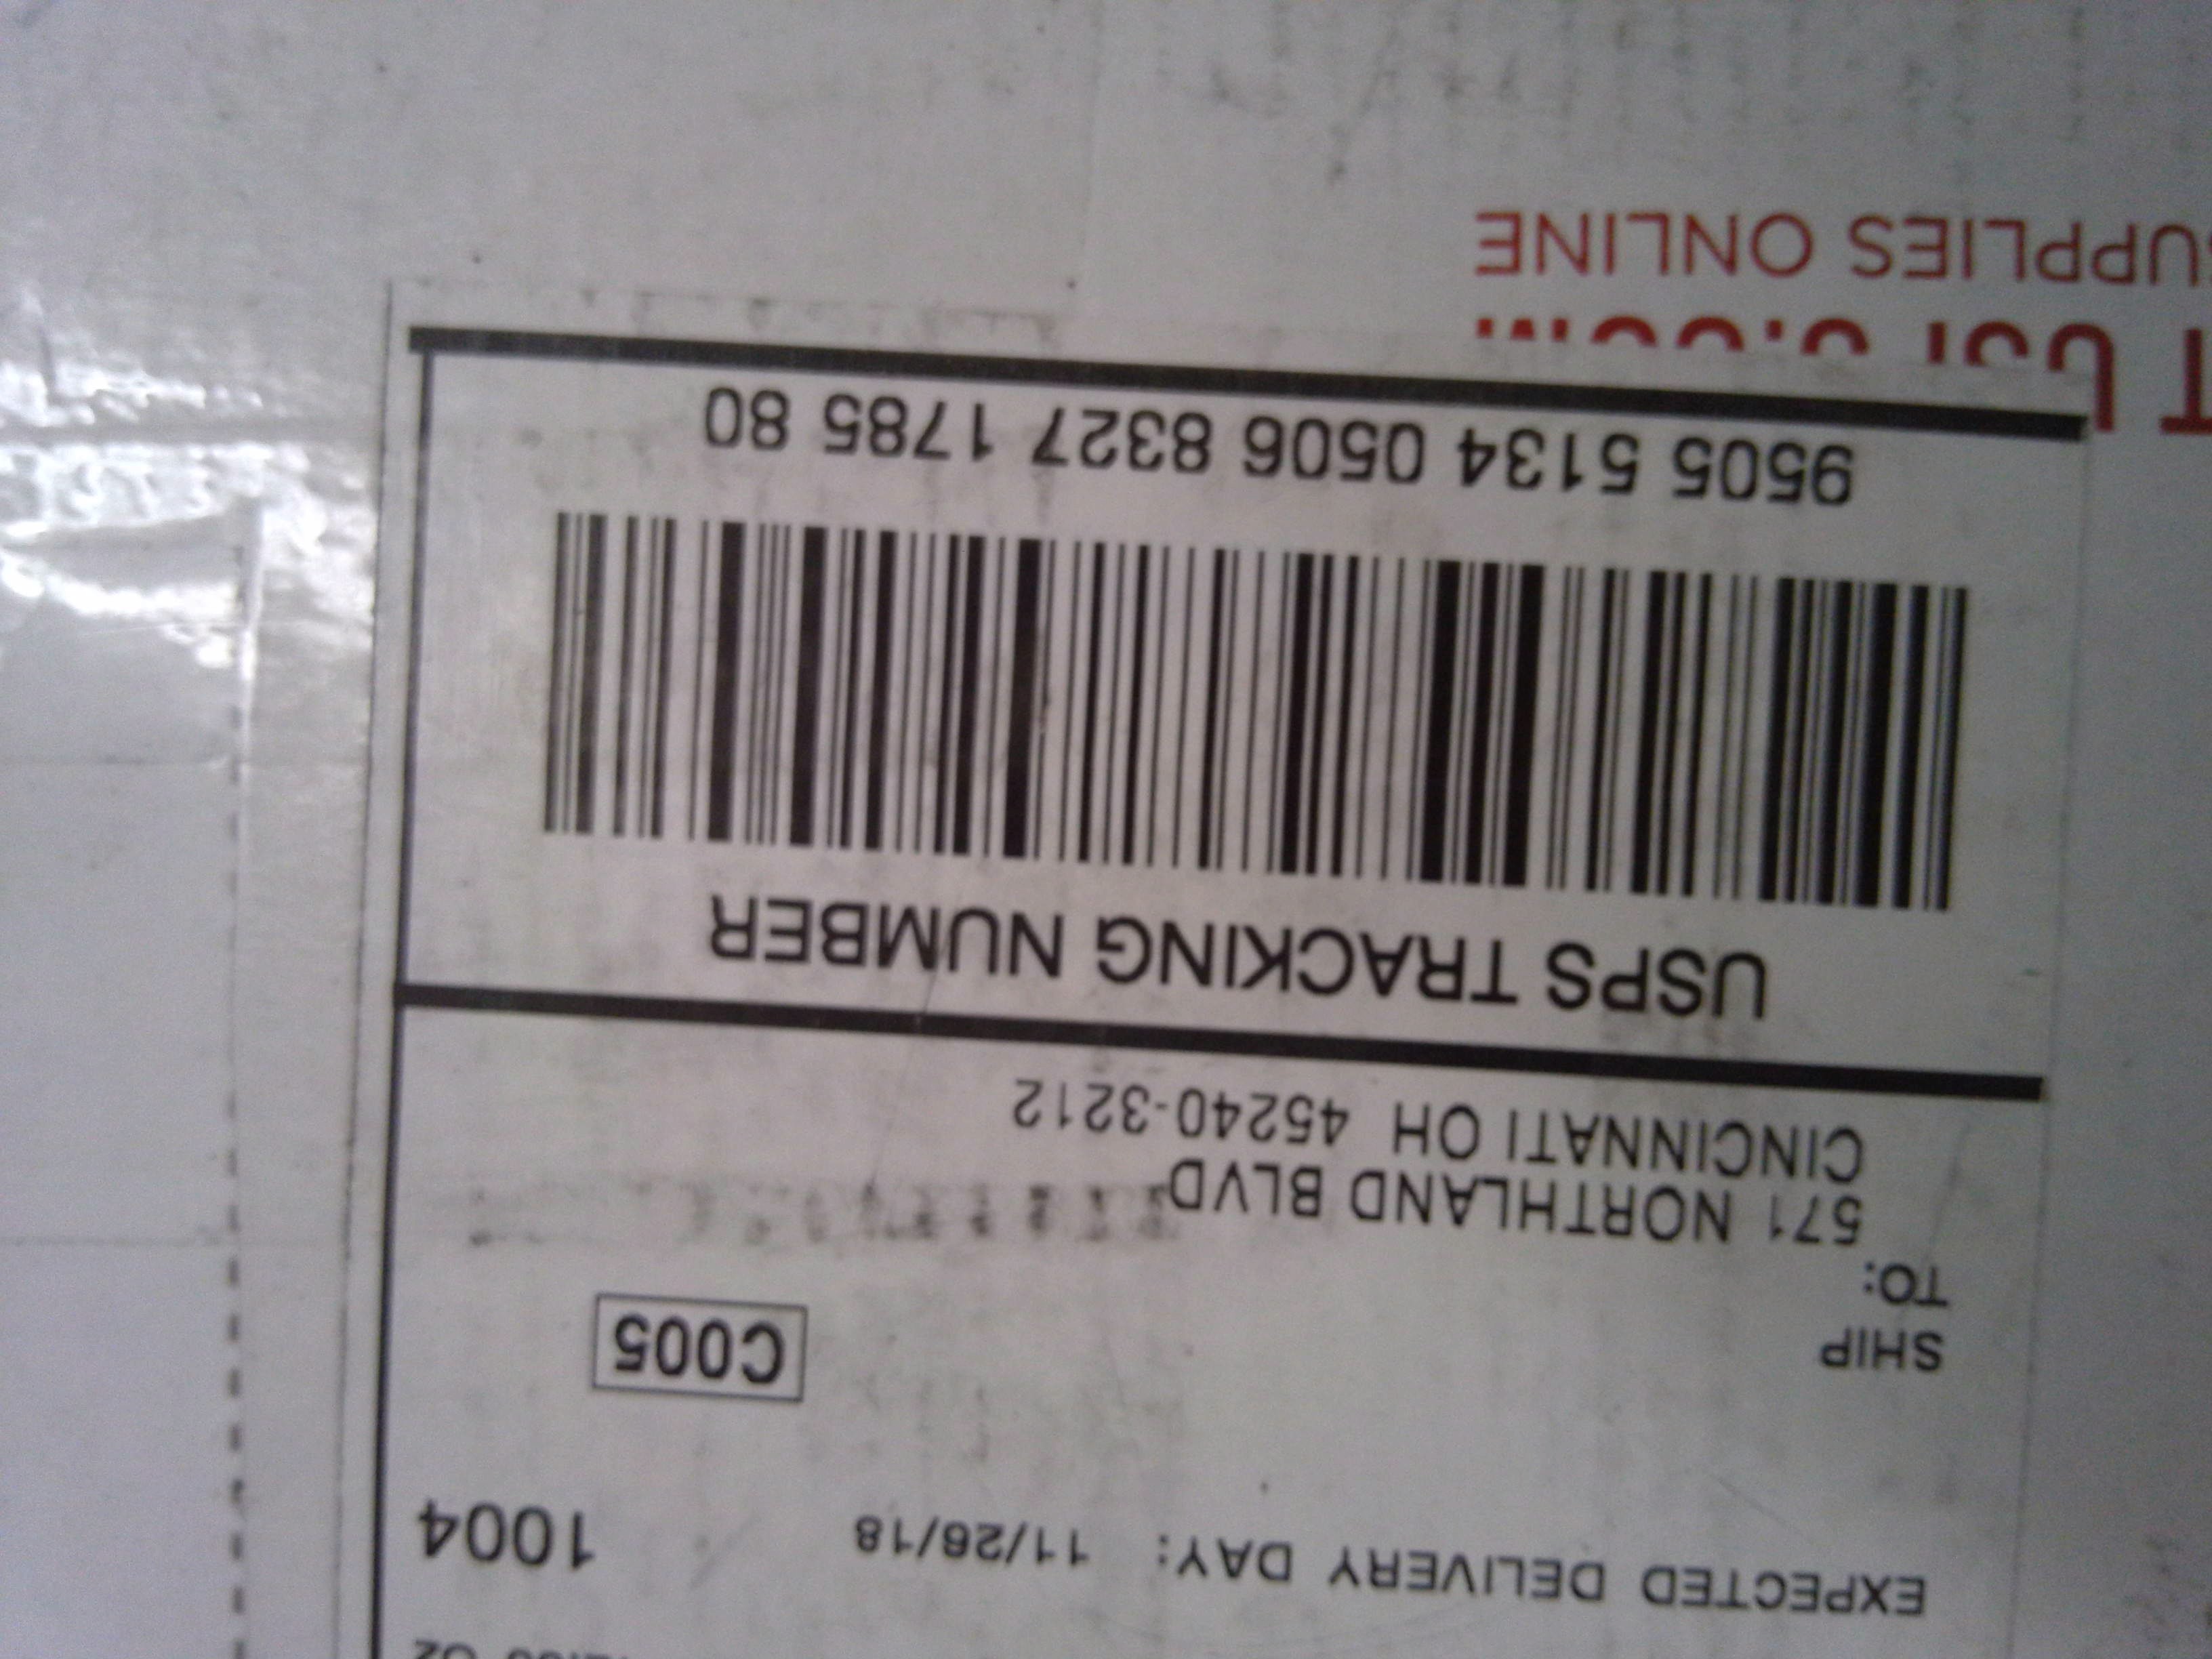 1004
EXPECTED DELIVERY DAY: 11/26/18
C005
SHIP
TO:
571 NORTHLAND BLVD
CINCINNATI OH 45240-3212
USPS TRACKING NUMBER
9505 5134 0506 8327 1785 80
SUPPLIES ONLINE